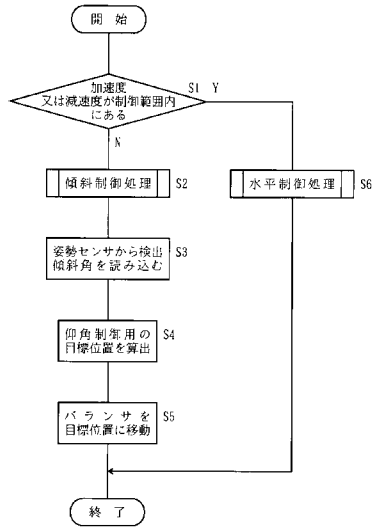 開始
加速度
又は減速度が制御範囲内
にある
S1 Y
N
傾斜制御処理 S2
水平制御処理 S6
姿勢センサから検出
傾斜角を読み込む
S3
仰角制御用の
目標位置を算出
S4
バランサを
目標位置に移動
S5
終了